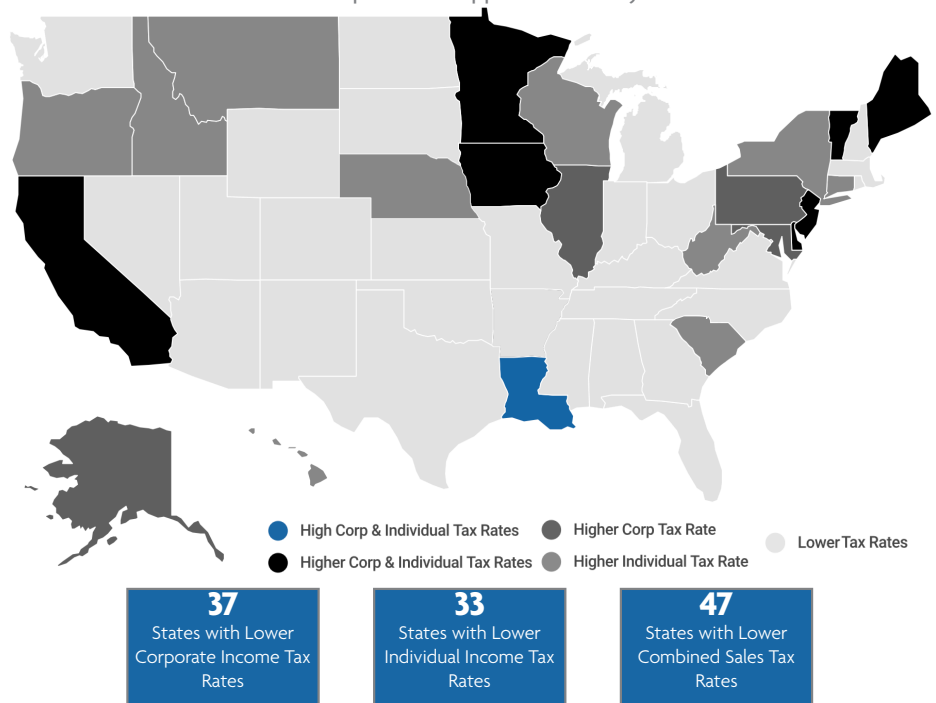 High Corp & Individual Tax Rates
Higher Corp Tax Rate
Lower Tax Rates
Higher Corp & Individual Tax Rates
Higher Individual Tax Rate
37
States with Lower
Corporate Income Tax
Rates
33
States with Lower
Individual Income Tax
Rates
47
States with Lower
Combined Sales Tax
Rates